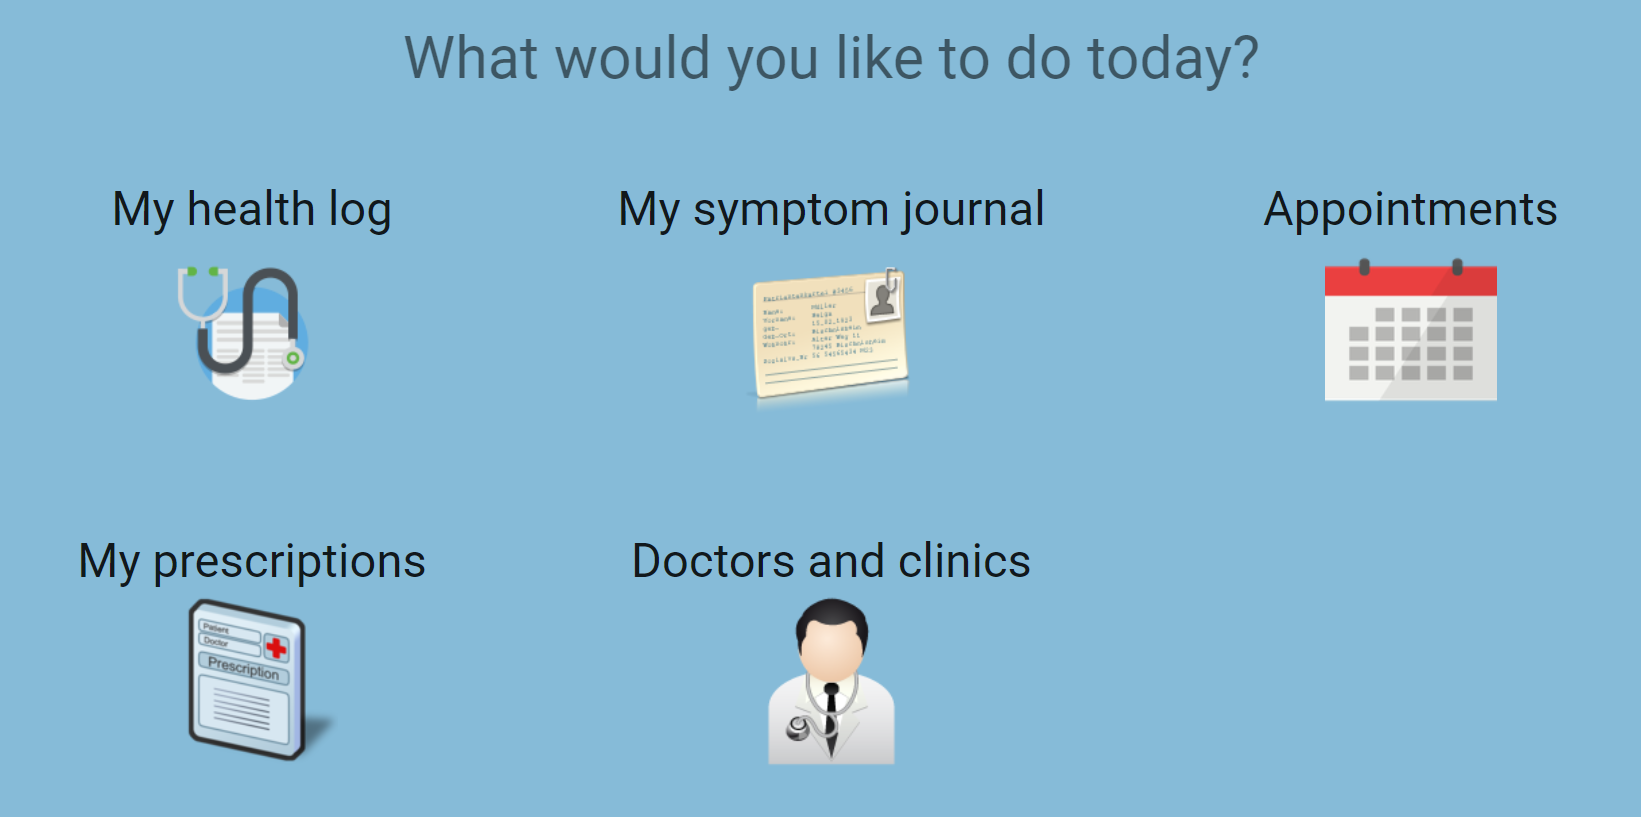 What would you like to do today?
My health log
My symptom journal
Appointments
My prescriptions
Doctors and clinics
Patient
Doctor
Prescription